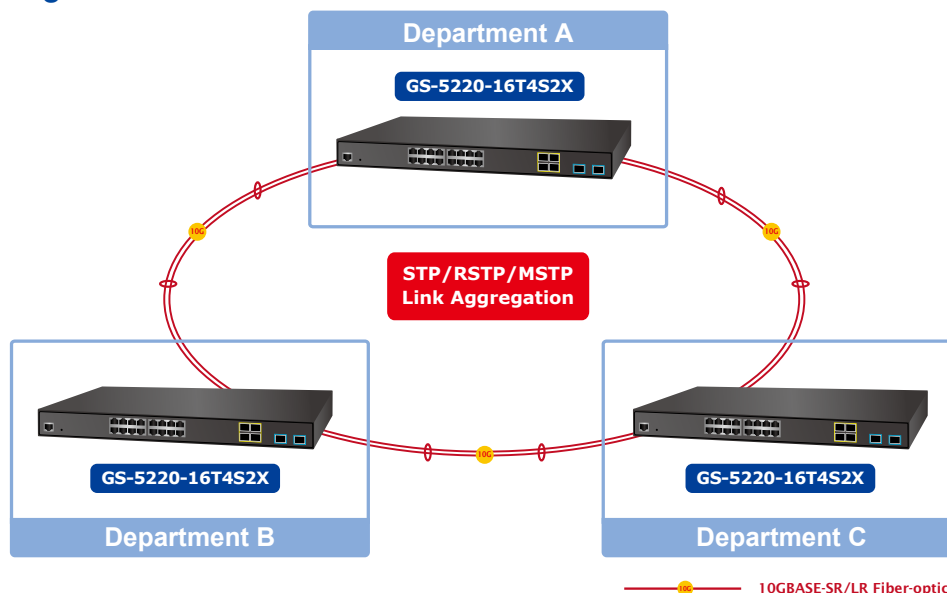 Department A
GS-5220-16T4S2X
10G
10G
STP/RSTP/MSTP
Link Aggregation
10G
GS-5220-16T4S2X
GS-5220-16T4S2X
Department B
Department C
10G 10GBASE-SR/LR Fiber-optic